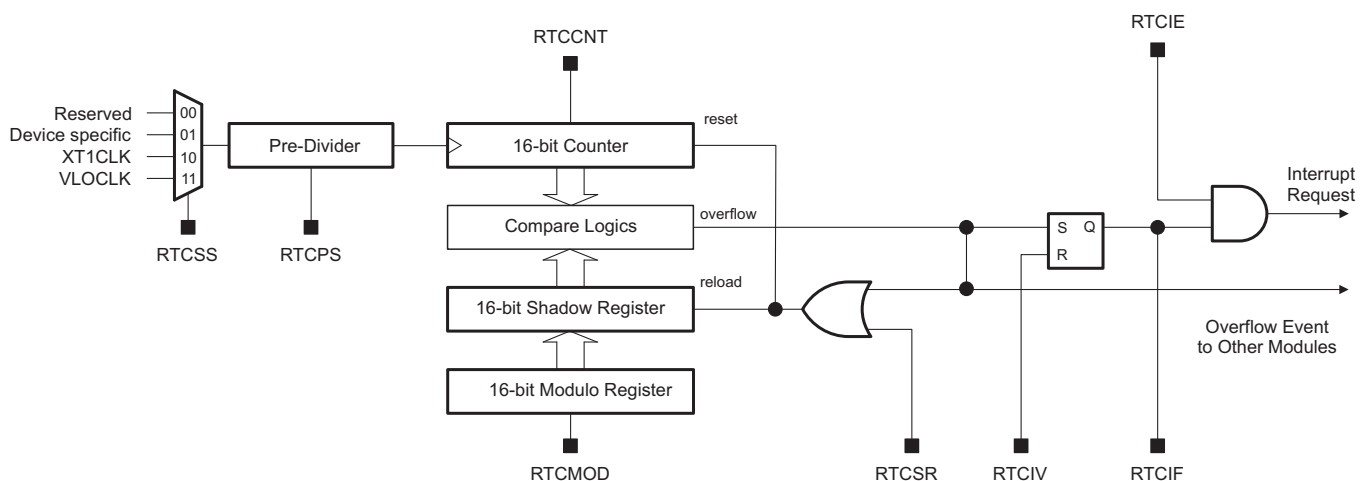 RTCIE
RTCCNT
Reserved
00
Device specific
01
XT1CLK
10
VLOCLK
11
Pre-Divider
16-bit Counter
reset
Interrupt
Request
Compare Logics
overflow
S Q
R
RTCSS
RTCPS
16-bit Shadow Register
reload
Overflow Event
to Other Modules
16-bit Modulo Register
RTCMOD
RTCSR
RTCIV
RTCIF